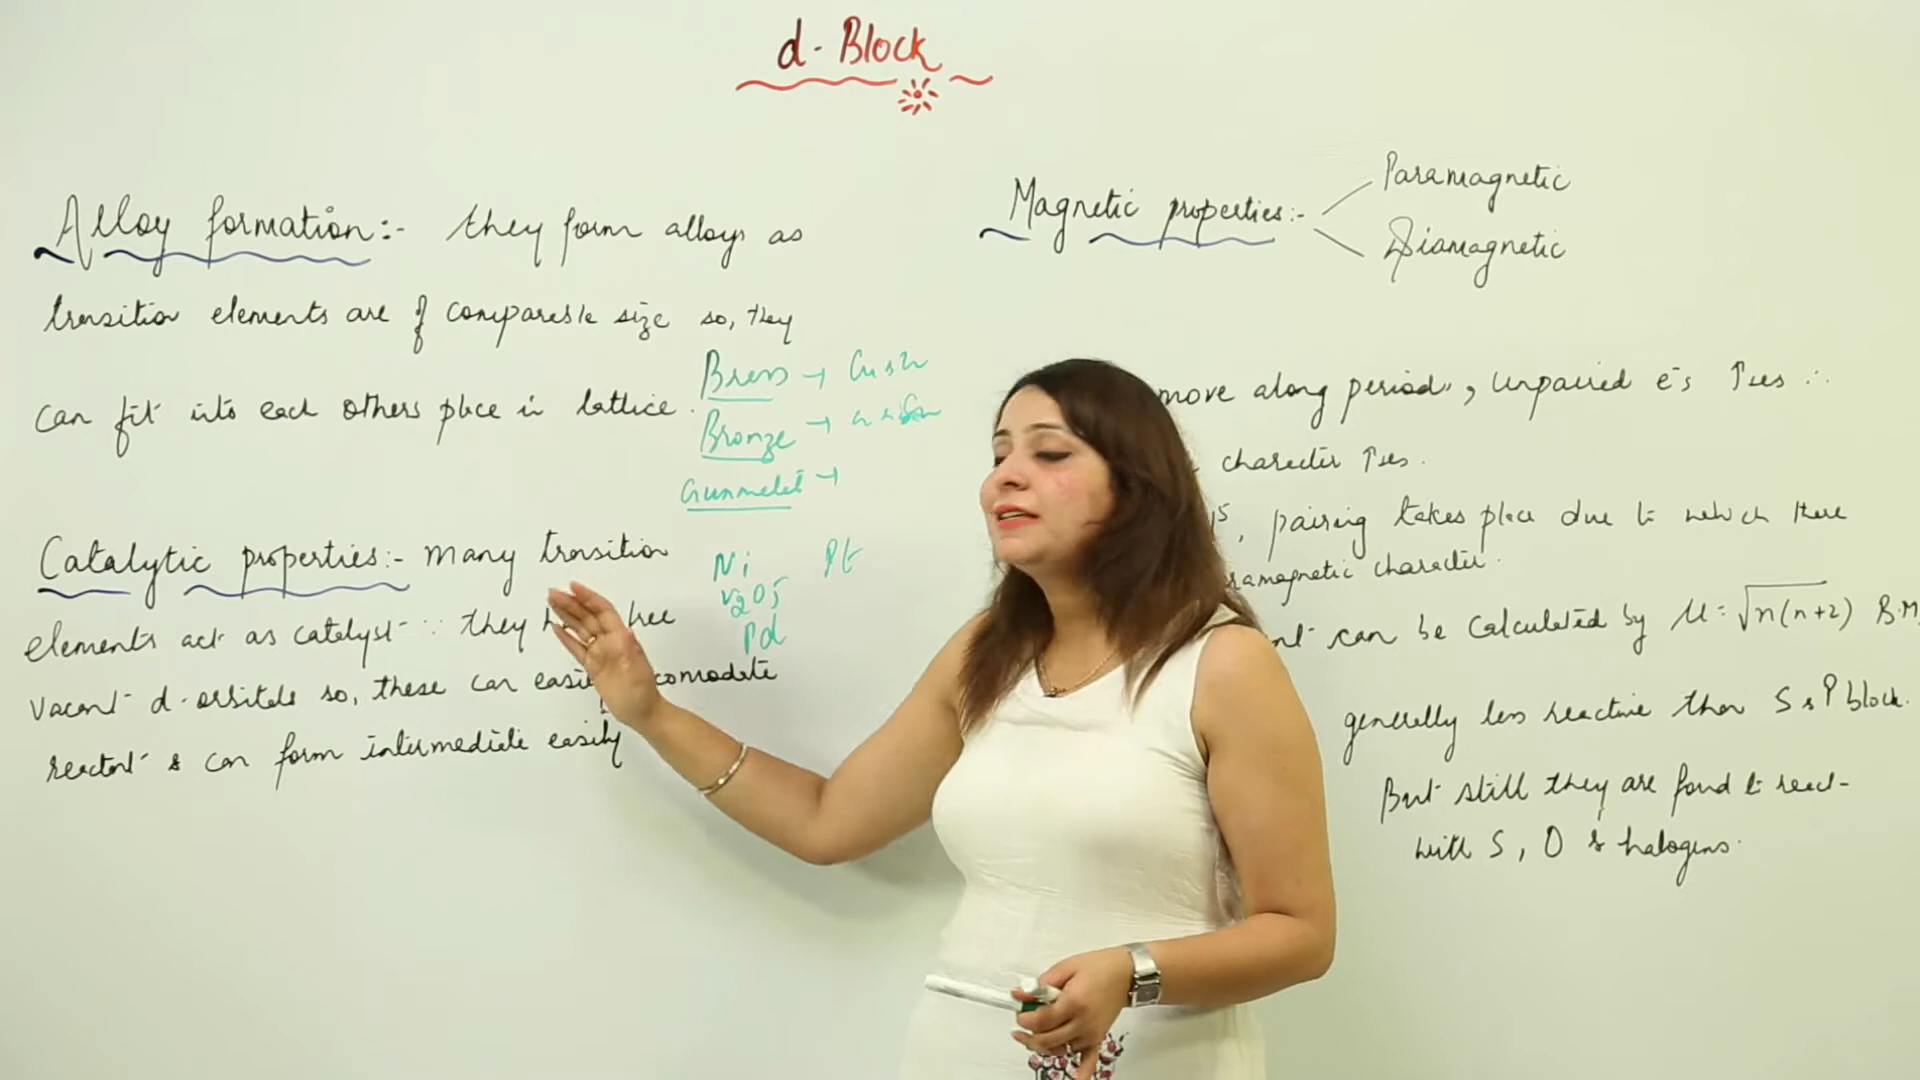 d-Block
Alloy formation:- they form alloys as
transition elements are of comparable size so, they
can fit into each others place in lattice.
Brass → Cu & Zn
Bronze →
Gunmetal →
Catalytic properties:- Many transition
elements act as catalyst ∵ they free
vacant d-orbitals so, these can
reactant & can form intermediate easily
Ni Pt
V2O5
Pd
Magnetic properties:-
Paramagnetic
Diamagnetic
move along period, unpaired e's ↑ses ∴
character ↑ses.
, pairing takes place due to which there
character.
can be calculated by μ = √n(n+2) B.M.
generally less reactive than S & P block.
But still they are found to react
with S, O & halogens.